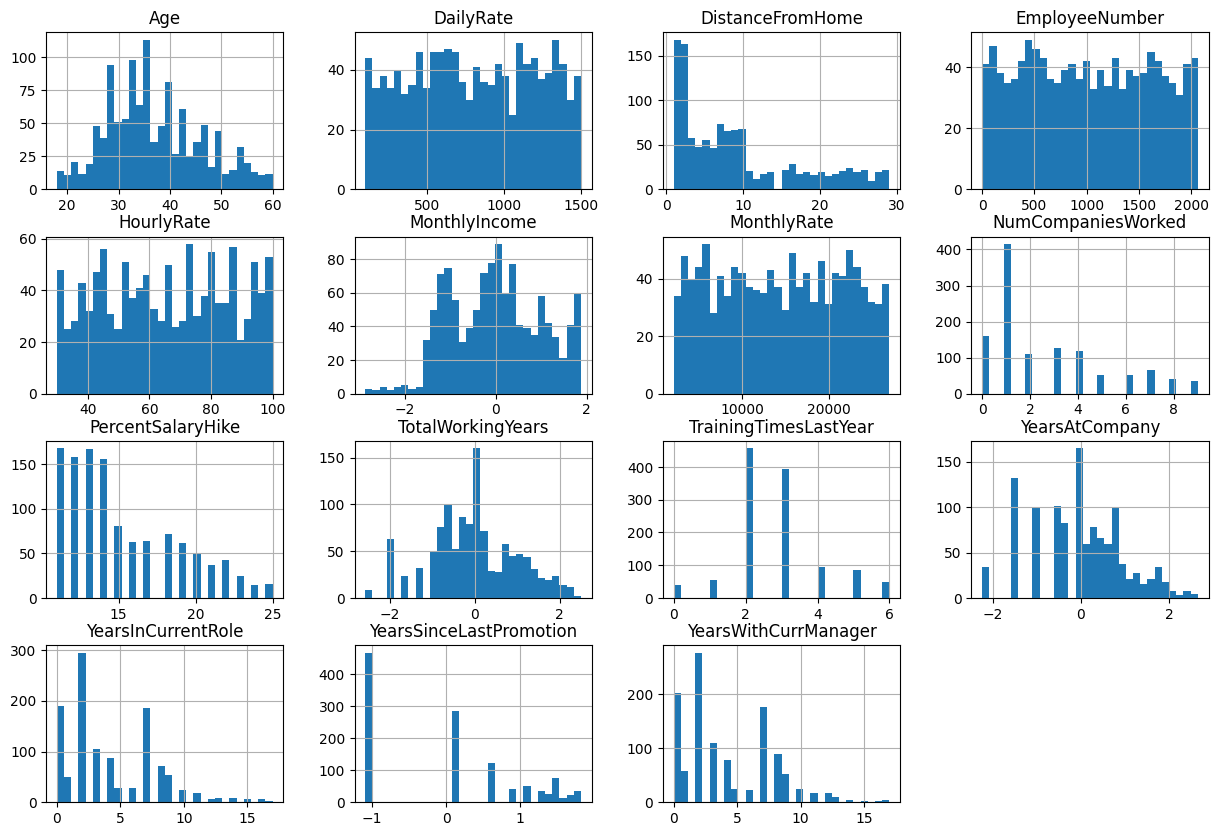 Age DailyRate DistanceFromHome EmployeeNumber
100 75 50 25 0
20 30 40 50 60
40 20 0
500 1000 1500
150 100 50 0
0 10 20 30
40 20 0
0 500 1000 1500 2000
HourlyRate MonthlyIncome MonthlyRate NumCompaniesWorked
60 40 20 0
40 60 80 100
80 60 40 20 0
−2 0 2
40 20 0
10000 20000
400 300 200 100 0
0 2 4 6 8
PercentSalaryHike TotalWorkingYears TrainingTimesLastYear YearsAtCompany
150 100 50 0
15 20 25
150 100 50 0
−2 0 2
400 300 200 100 0
0 2 4 6
150 100 50 0
−2 0 2
YearsInCurrentRole YearsSinceLastPromotion YearsWithCurrManager
300 200 100 0
0 5 10 15
400 300 200 100 0
−1 0 1
200 100 0
0 5 10 15